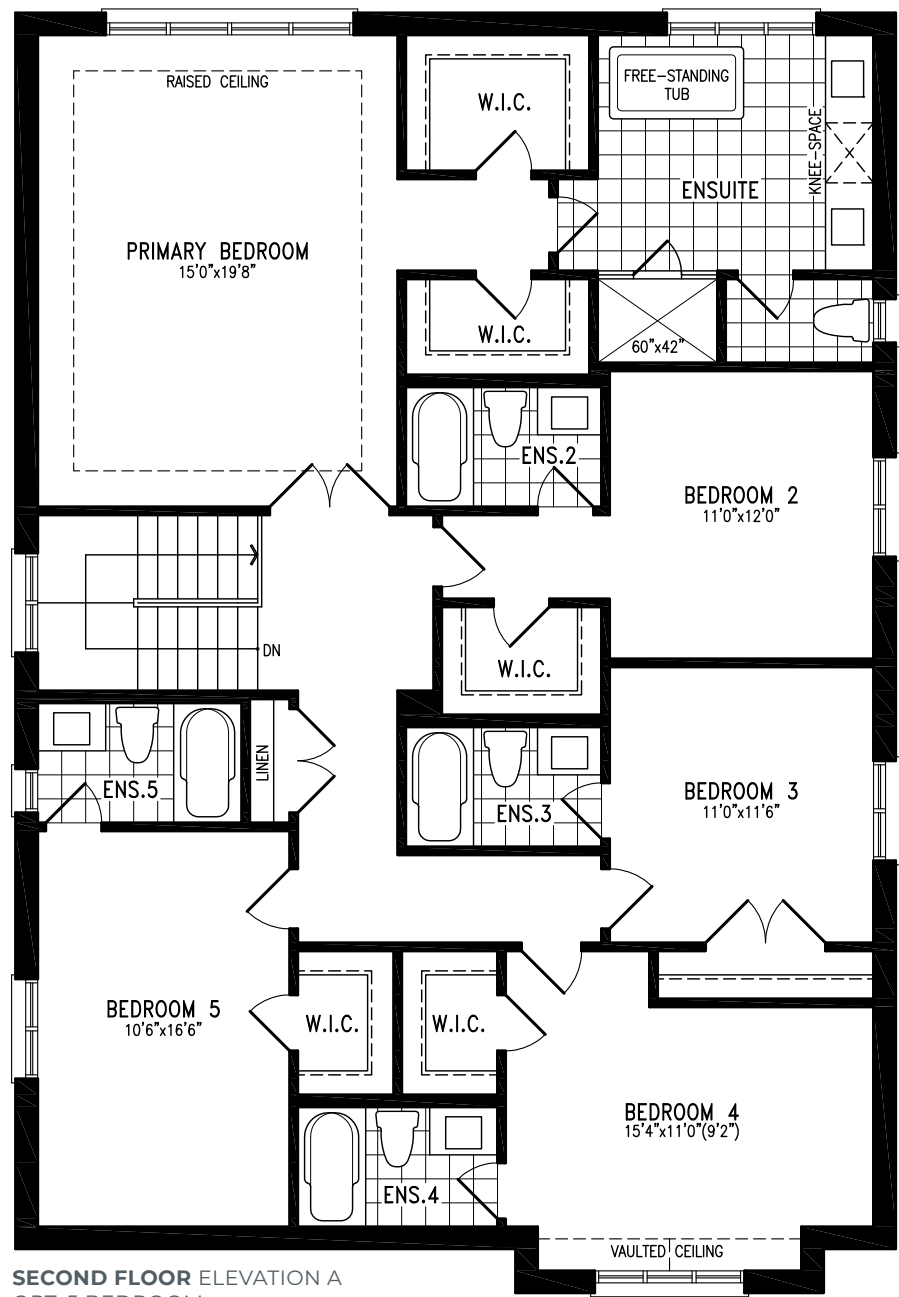 RAISED CEILING
W.I.C.
FREE-STANDING
TUB
KNEE-SPACE
ENSUITE
PRIMARY BEDROOM
15'0"x19'8"
W.I.C.
60"x42"
ENS.2
BEDROOM 2
11'0"x12'0"
DN
W.I.C.
LINEN
ENS.5
ENS.3
BEDROOM 3
11'0"x11'6"
BEDROOM 5
10'6"x16'6"
W.I.C.
W.I.C.
BEDROOM 4
15'4"x11'0"(9'2")
ENS.4
VAULTED CEILING
SECOND FLOOR ELEVATION A
OPT. 5 BEDROOM